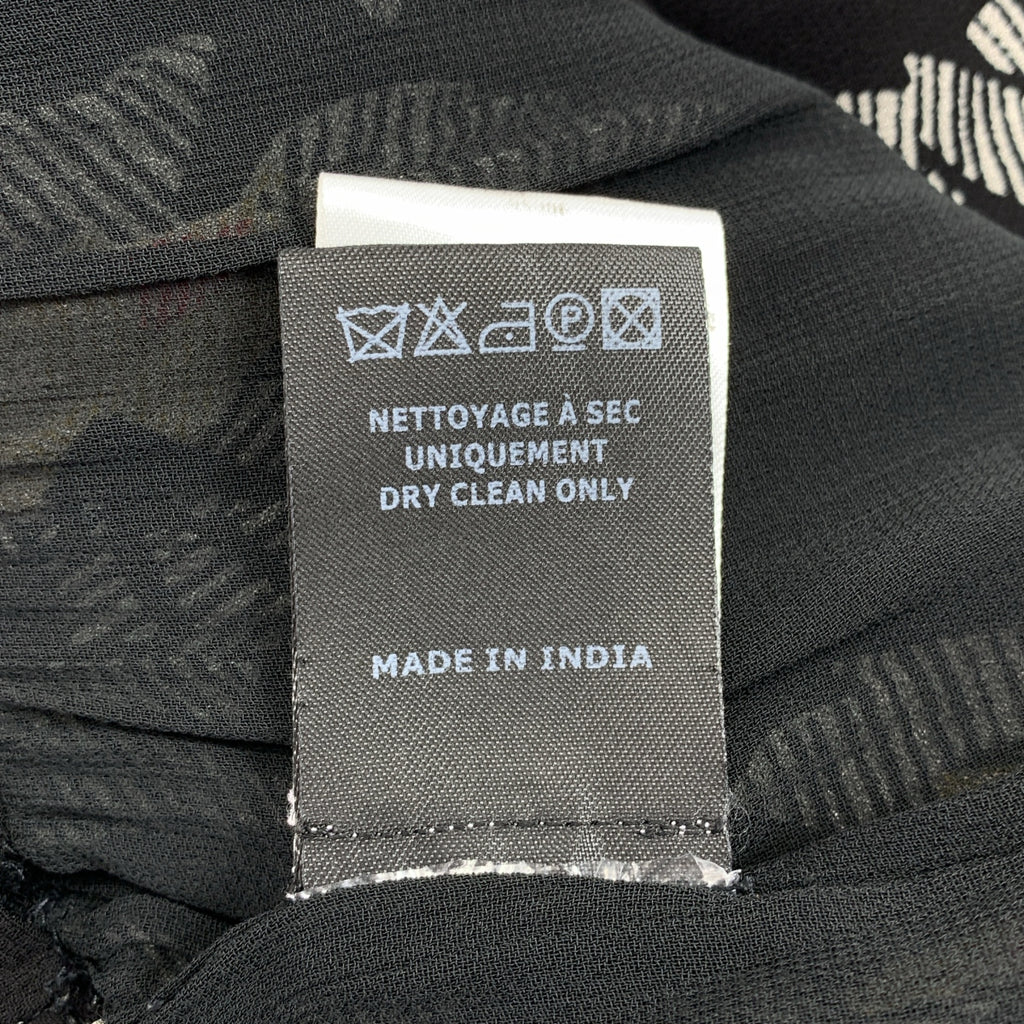 P
NETTOYAGE À SEC
UNIQUEMENT
DRY CLEAN ONLY
MADE IN INDIA